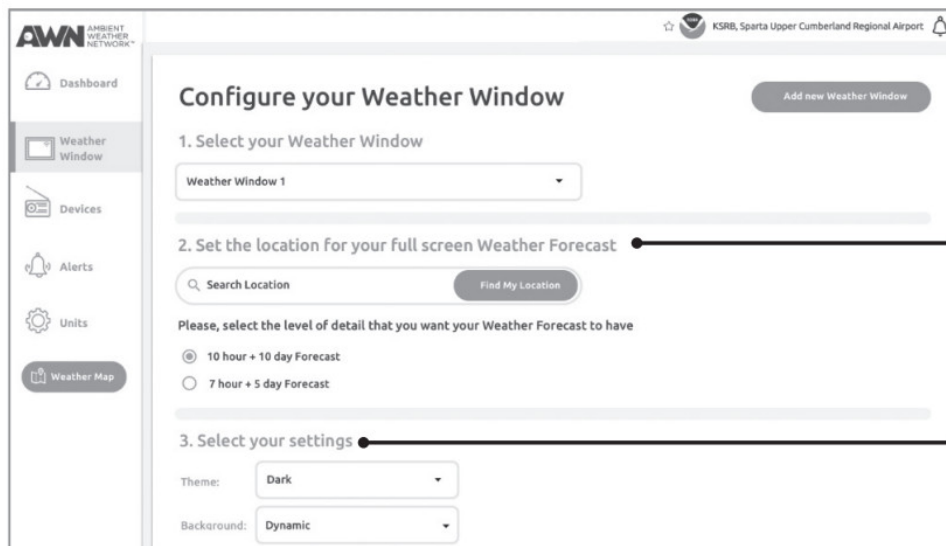 AWN AMBIENT
WEATHER
NETWORK™
KSRB, Sparta Upper Cumberland Regional Airport
Dashboard
Weather
Window
Devices
Alerts
Units
Weather Map
Configure your Weather Window
Add new Weather Window
1. Select your Weather Window
Weather Window 1
2. Set the location for your full screen Weather Forecast
Search Location
Find My Location
Please, select the level of detail that you want your Weather Forecast to have
10 hour + 10 day Forecast
7 hour + 5 day Forecast
3. Select your settings
Theme: Dark
Background: Dynamic